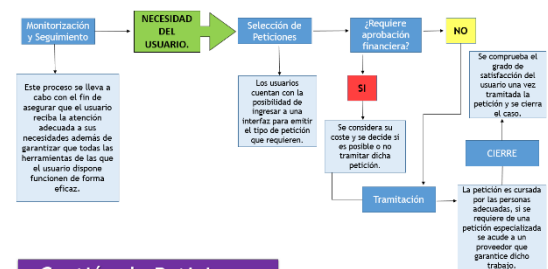 Monitorización
y Seguimiento
NECESIDAD
DEL
USUARIO.
Selección de
Peticiones
¿Requiere
aprobación
financiera?
NO
Este proceso se lleva a
cabo con el fin de
asegurar que el usuario
reciba la atención
adecuada a sus
necesidades además de
garantizar que todas las
herramientas de las que
el usuario dispone
funcionen de forma
eficaz.
Los usuarios
cuentan con la
posibilidad de
ingresar a una
interfaz para emitir
el tipo de petición
que requieren.
SI
Se considera su
coste y se decide si
es posible o no
tramitar dicha
petición.
Tramitación
Se comprueba el
grado de
satisfacción del
usuario una vez
tramitada la
petición y se cierra
el caso.
CIERRE
La petición es cursada
por las personas
adecuadas, si se
requiere de una
petición especializada
se acude a un
proveedor que
garantice dicho
trabajo.